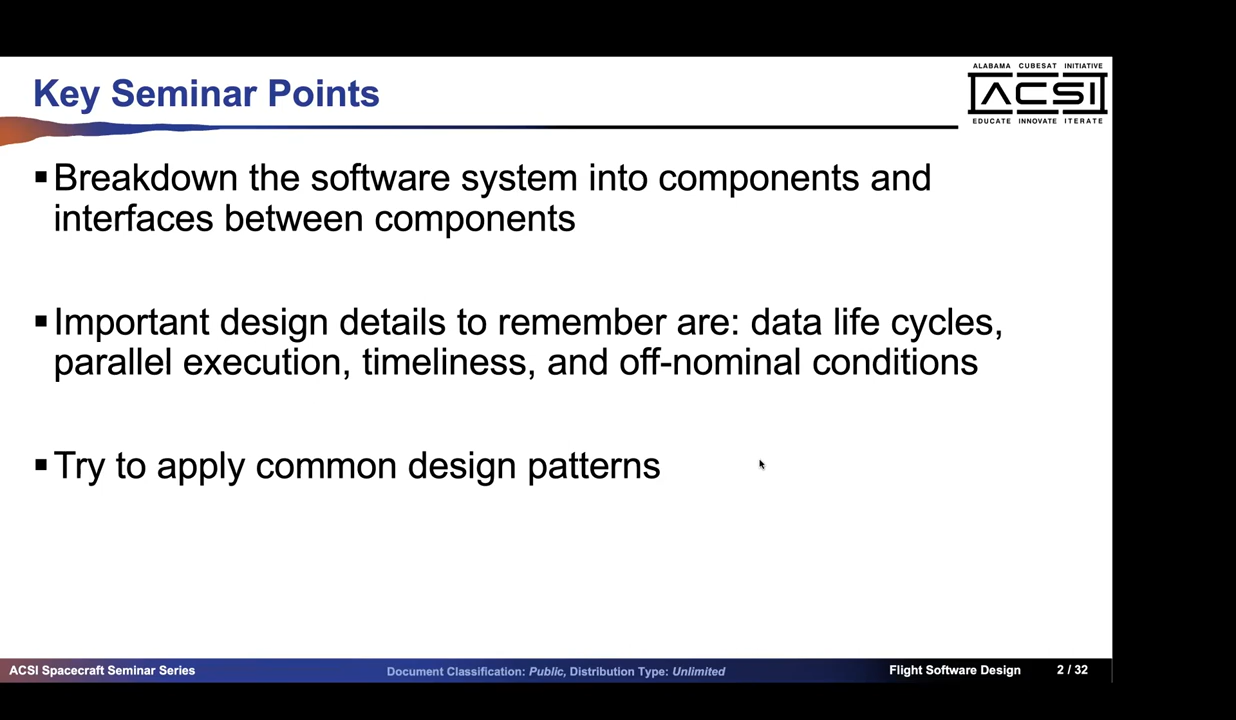 ALABAMA CUBESAT INITIATIVE
ACSI
EDUCATE INNOVATE ITERATE
Key Seminar Points
▪Breakdown the software system into components and
interfaces between components
▪Important design details to remember are: data life cycles,
parallel execution, timeliness, and off-nominal conditions
▪Try to apply common design patterns
ACSI Spacecraft Seminar Series
Document Classification: Public, Distribution Type: Unlimited
Flight Software Design
2 / 32